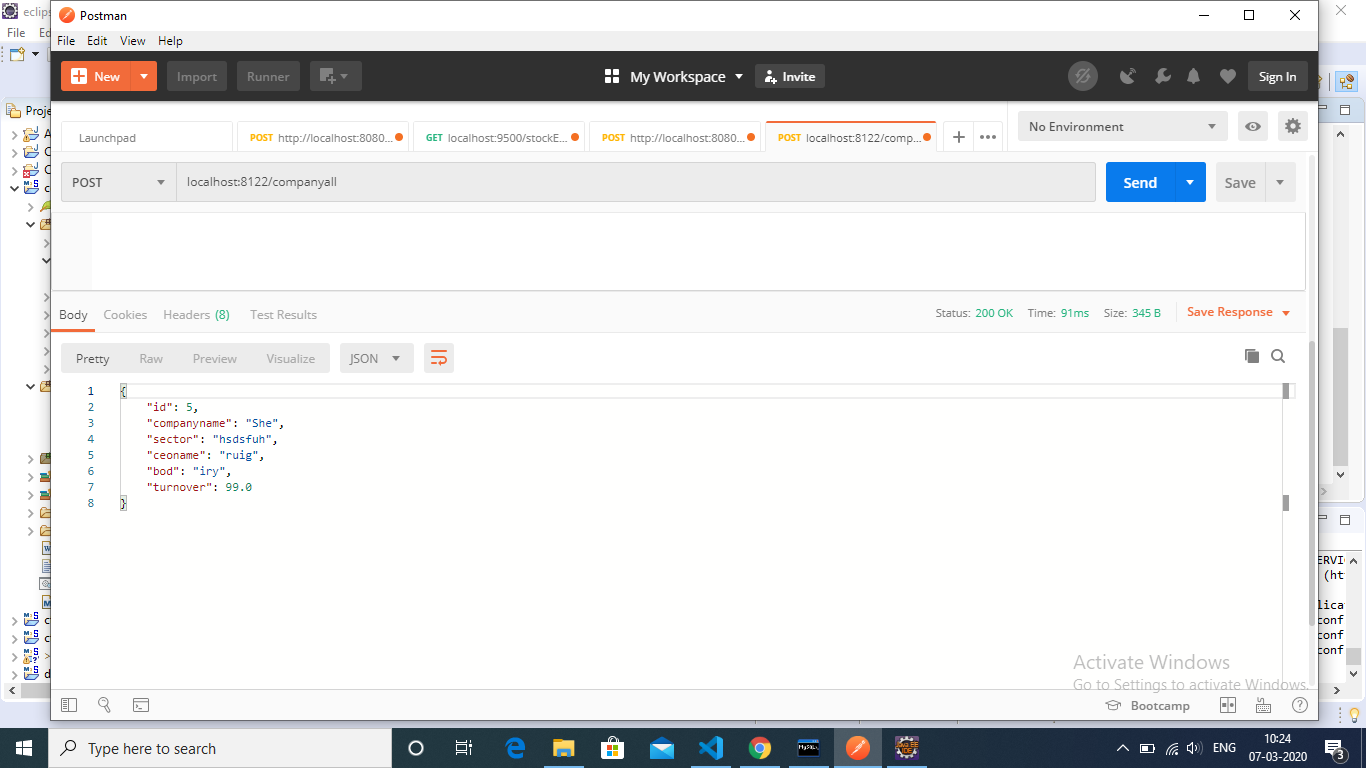 eclips
Postman
File Ed
File Edit View Help
New Import Runner My Workspace Invite Sign In
Proje
Launchpad POST http://localhost:8080... GET localhost:9500/stockE... POST http://localhost:8080... POST localhost:8122/comp... No Environment
POST localhost:8122/companyall Send Save
Body Cookies Headers (8) Test Results Status: 200 OK Time: 91ms Size: 345 B Save Response
Pretty Raw Preview Visualize JSON
1 {
2 "id": 5,
3 "companyname": "She",
4 "sector": "hsdsfuh",
5 "ceoname": "ruig",
6 "bod": "iry",
7 "turnover": 99.0
8 }
ERVIC
(htt
licat
conf
conf
conf
Activate Windows
Go to Settings to activate Windows.
Bootcamp
Type here to search
ENG
10:24
07-03-2020
3